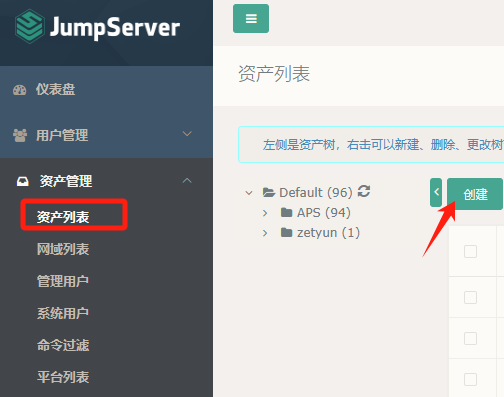 JumpServer
仪表盘
用户管理
资产管理
资产列表
网域列表
管理用户
系统用户
命令过滤
平台列表
资产列表
左侧是资产树，右击可以新建、删除、更改树
Default (96)
APS (94)
zetyun (1)
创建